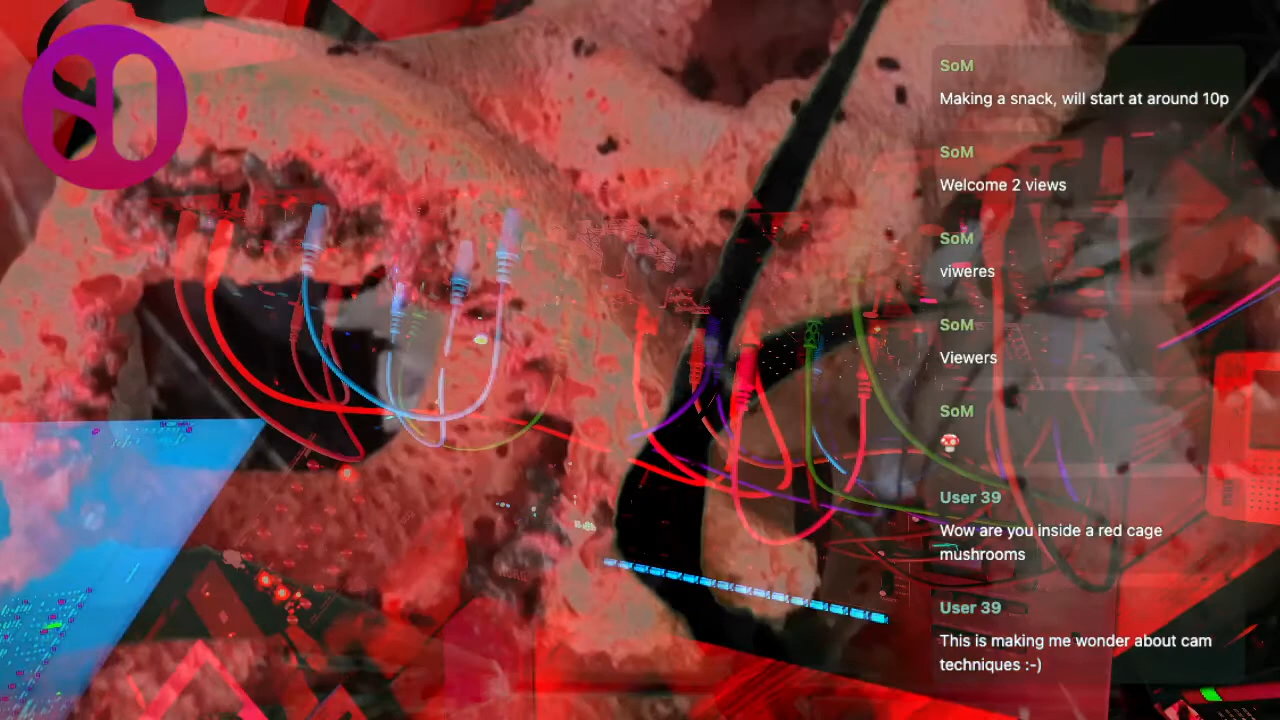 SoM
Making a snack, will start at around 10p
SoM
Welcome 2 views
SoM
viweres
SoM
Viewers
SoM
🍄
User 39
Wow are you inside a red cage
mushrooms
User 39
This is making me wonder about cam
techniques :-)